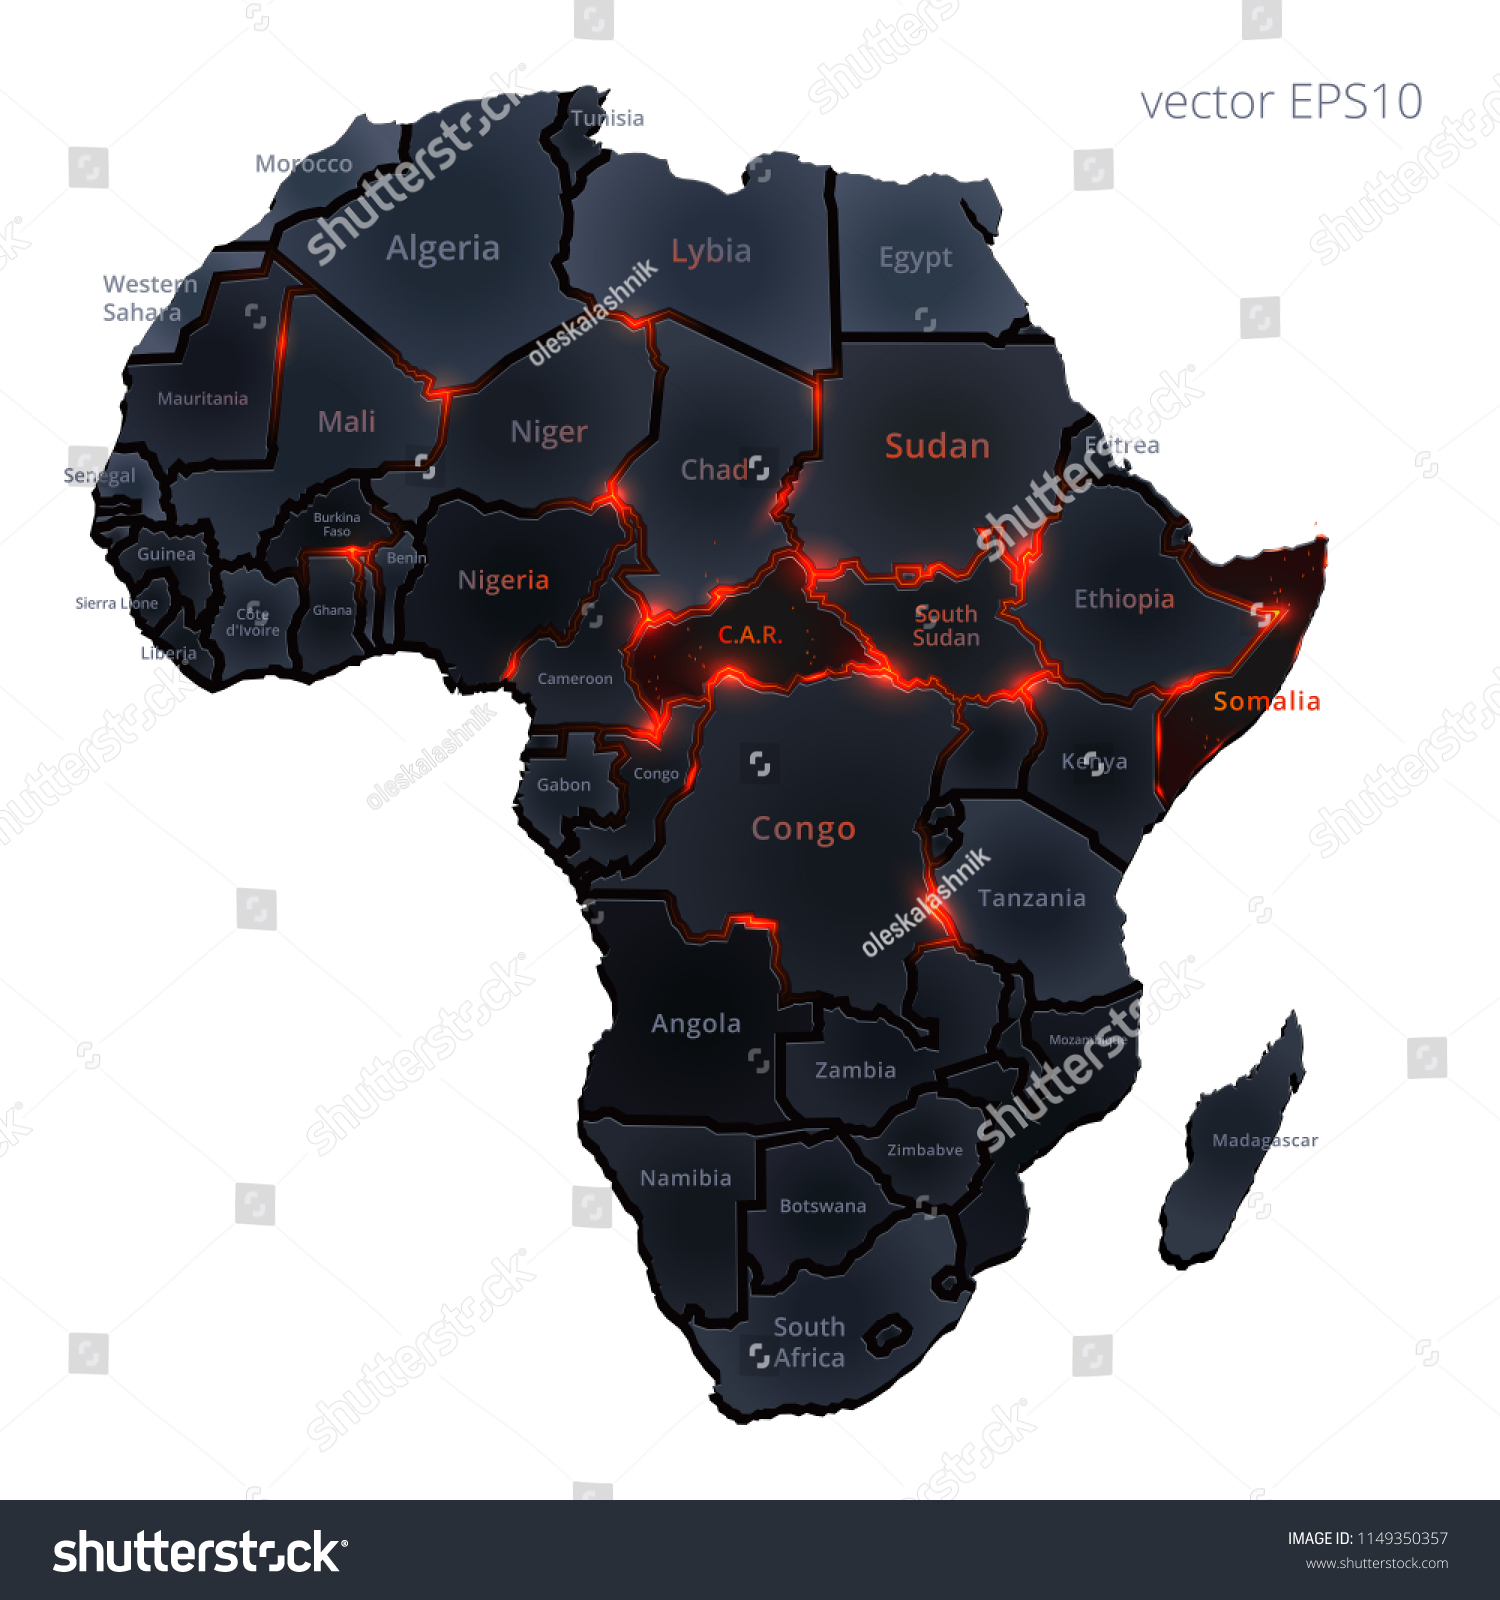 vector EPS10
Tunisia
Morocco
Algeria
Lybia
Egypt
Western
Sahara
Mauritania
Mali
Niger
Chad
Sudan
Eritrea
Senegal
Burkina
Faso
Guinea
Benin
Nigeria
Ethiopia
Sierra Lione
Côte
d'Ivoire
Ghana
South
Sudan
C.A.R.
Liberia
Cameroon
Somalia
Gabon
Congo
Kenya
Congo
Tanzania
Angola
Mozambique
Zambia
Zimbabve
Madagascar
Namibia
Botswana
South
Africa
shutterstock
oleskalashnik
shutterstock
IMAGE ID: 1149350357
www.shutterstock.com